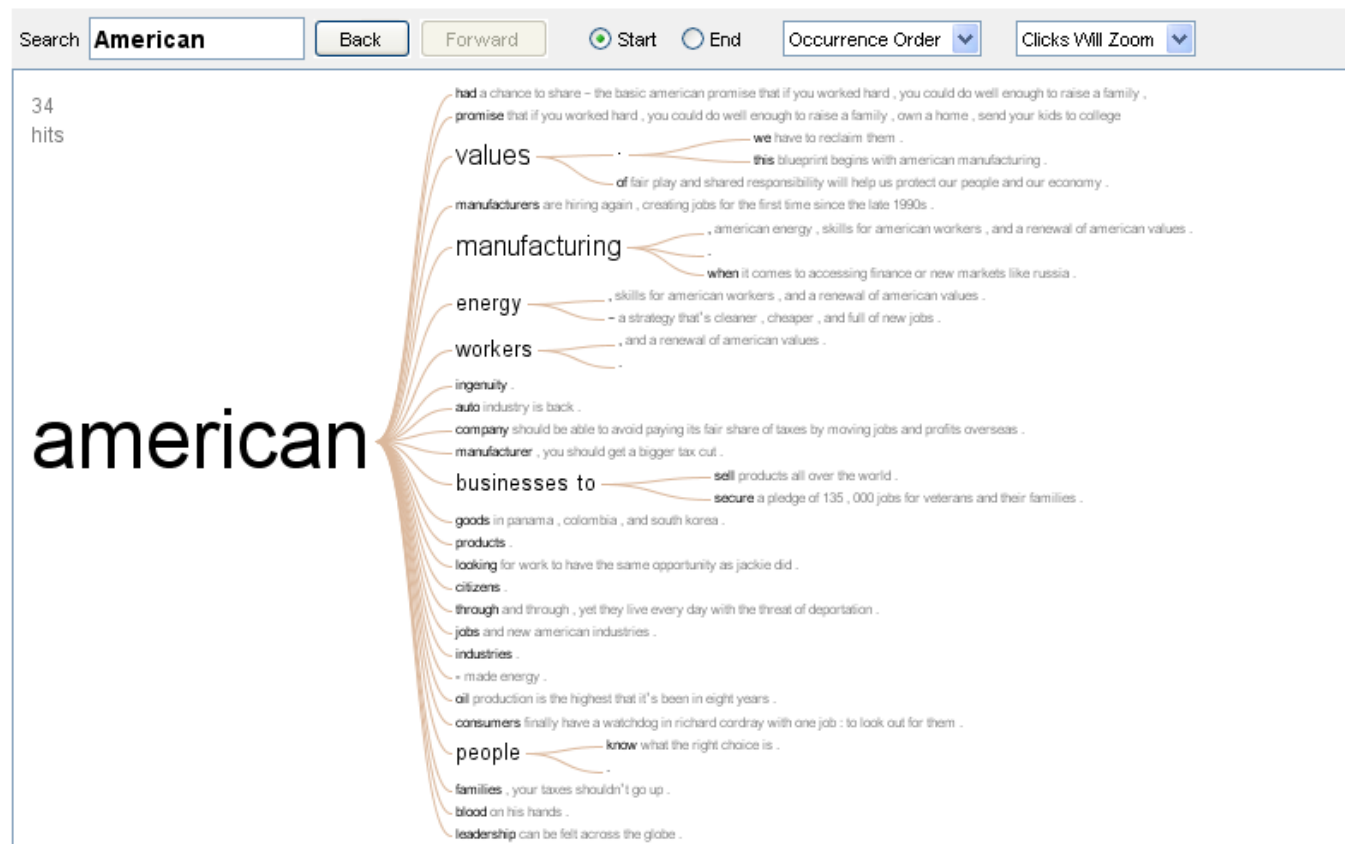 Search American Back Forward Start End Occurrence Order Clicks Will Zoom
34
hits
had a chance to share – the basic american promise that if you worked hard , you could do well enough to raise a family ,
promise that if you worked hard , you could do well enough to raise a family , own a home , send your kids to college
values
.
we have to reclaim them .
this blueprint begins with american manufacturing .
of fair play and shared responsibility will help us protect our people and our economy .
manufacturers are hiring again , creating jobs for the first time since the late 1990s .
manufacturing
, american energy , skills for american workers , and a renewal of american values .
.
when it comes to accessing finance or new markets like russia .
energy
, skills for american workers , and a renewal of american values .
– a strategy that's cleaner , cheaper , and full of new jobs .
workers
, and a renewal of american values .
.
ingenuity .
auto industry is back .
american
company should be able to avoid paying its fair share of taxes by moving jobs and profits overseas .
manufacturer , you should get a bigger tax cut .
businesses to
sell products all over the world .
secure a pledge of 135 , 000 jobs for veterans and their families .
goods in panama , colombia , and south korea .
products .
looking for work to have the same opportunity as jackie did .
citizens .
through and through , yet they live every day with the threat of deportation .
jobs and new american industries .
industries .
- made energy .
oil production is the highest that it's been in eight years .
consumers finally have a watchdog in richard cordray with one job : to look out for them .
people
know what the right choice is .
.
families , your taxes shouldn't go up .
blood on his hands .
leadership can be felt across the globe .